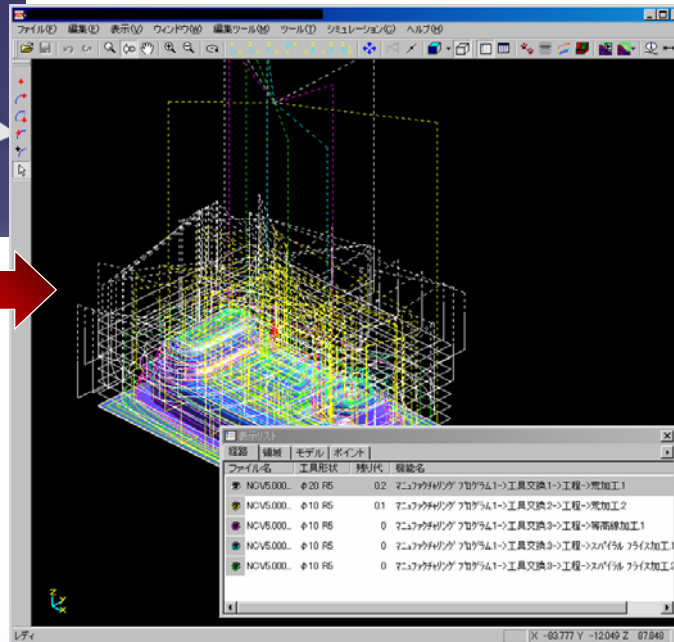 ファイル(F) 編集(E) 表示(V) ウィンドウ(W) 編集ツール(M) ツール(T) シミュレーション(C) ヘルプ(H)
表示リスト
経路 領域 モデル ポイント
ファイル名 工具形状 残り代 機能名
NCV5.000... φ20 R5 0.2 マニュファクチャリング プログラム.1->工具交換.1->工程->荒加工.1
NCV5.000... φ10 R5 0.1 マニュファクチャリング プログラム.1->工具交換.2->工程->荒加工.2
NCV5.000... φ10 R5 0 マニュファクチャリング プログラム.1->工具交換.3->工程->等高線加工.1
NCV5.000... φ10 R5 0 マニュファクチャリング プログラム.1->工具交換.3->工程->スパイラル フライス加工.1
NCV5.000... φ10 R5 0 マニュファクチャリング プログラム.1->工具交換.3->工程->スパイラル フライス加工.2
Z
Y
X
レディ X -83.777 Y -12.049 Z 87.848